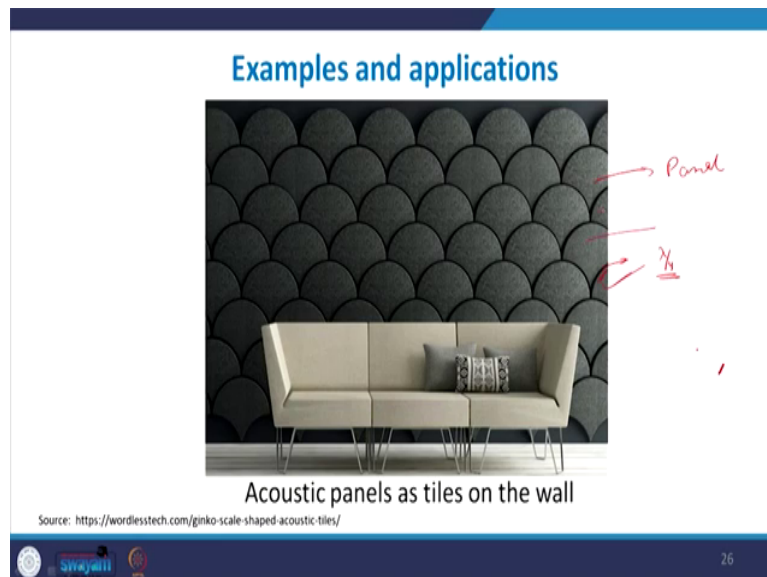 Examples and applications
Panel
λ/4
Acoustic panels as tiles on the wall
Source: https://wordlesstech.com/ginko-scale-shaped-acoustic-tiles/
swayam
26